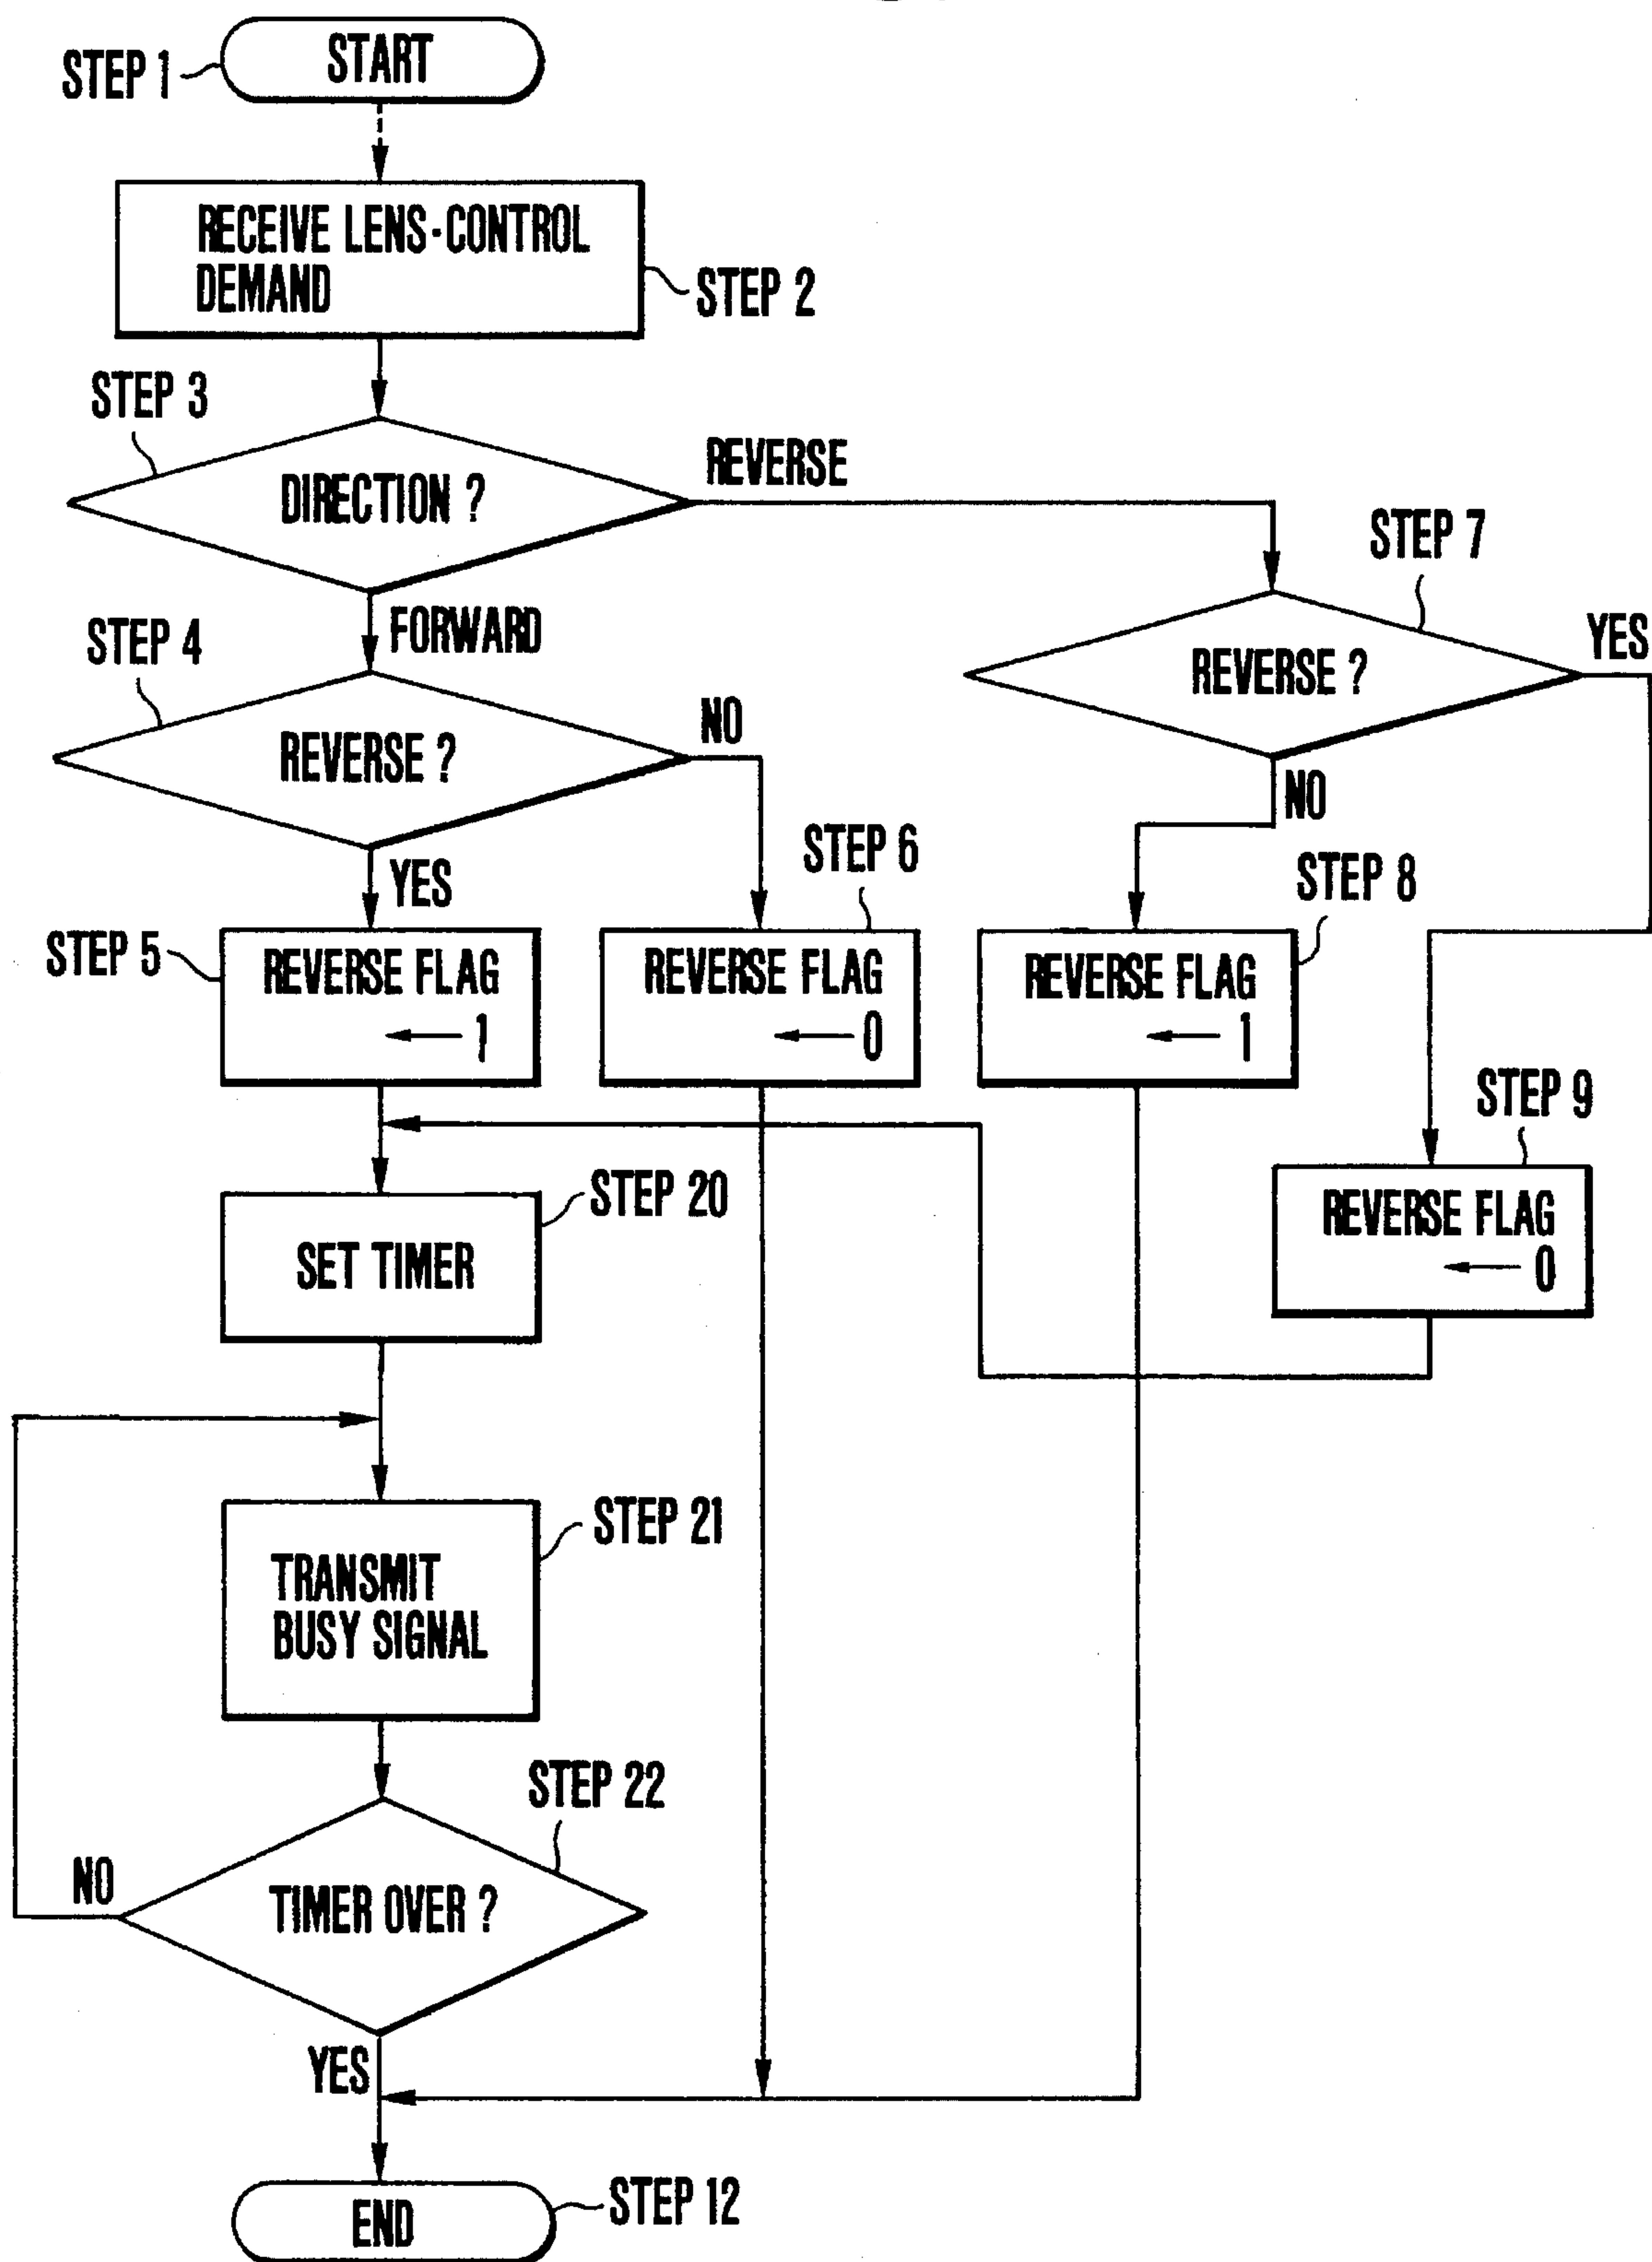 STEP 1
START
RECEIVE LENS-CONTROL
DEMAND
STEP 2
STEP 3
DIRECTION ?
REVERSE
FORWARD
STEP 4
REVERSE ?
NO
YES
STEP 7
REVERSE ?
YES
NO
STEP 5
REVERSE FLAG
← 1
STEP 6
REVERSE FLAG
← 0
STEP 8
REVERSE FLAG
← 1
STEP 9
REVERSE FLAG
← 0
STEP 20
SET TIMER
STEP 21
TRANSMIT
BUSY SIGNAL
STEP 22
TIMER OVER ?
NO
YES
END
STEP 12